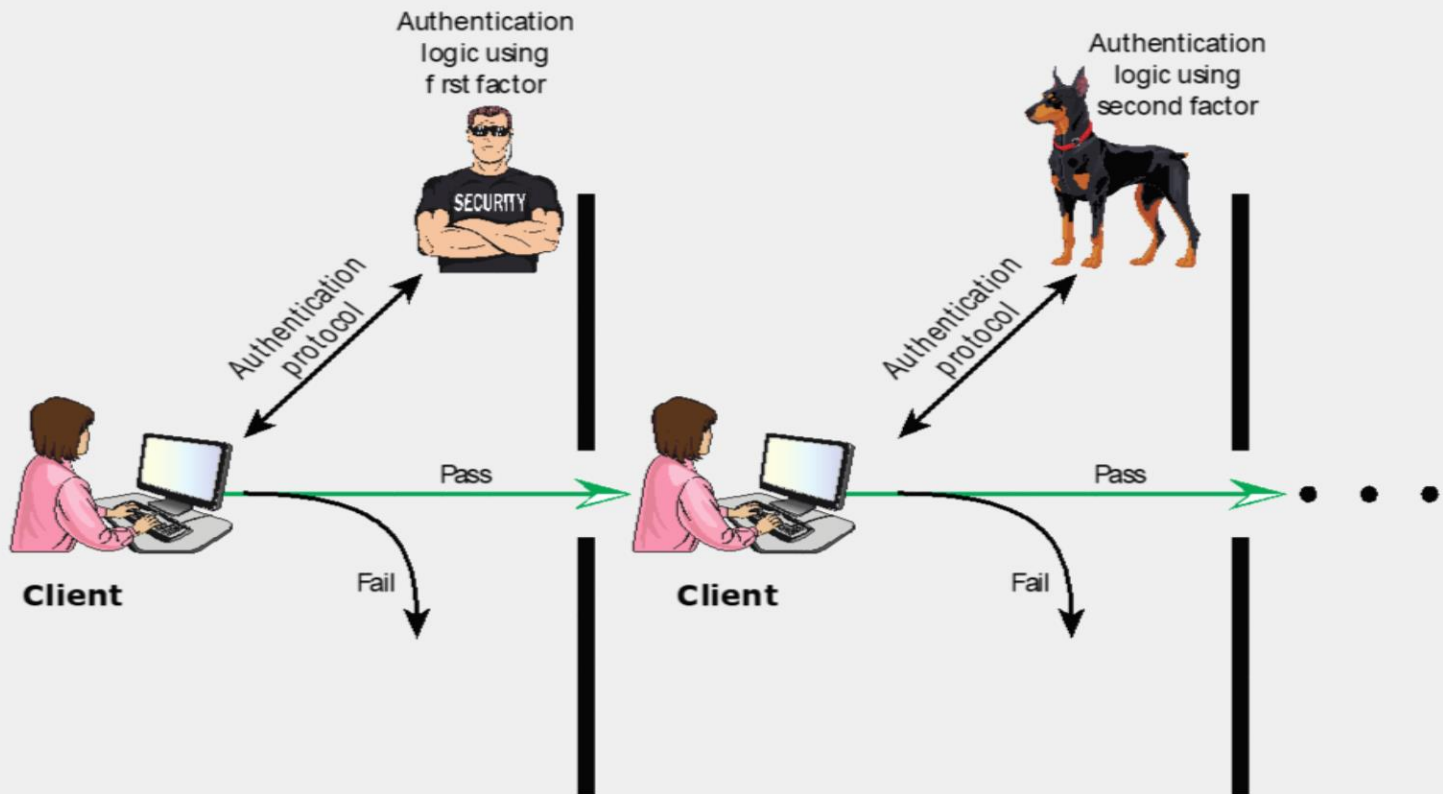 Authentication
logic using
f rst factor
SECURITY
Authentication
protocol
Pass
Fail
Client
Authentication
logic using
second factor
Authentication
protocol
Pass
Fail
Client